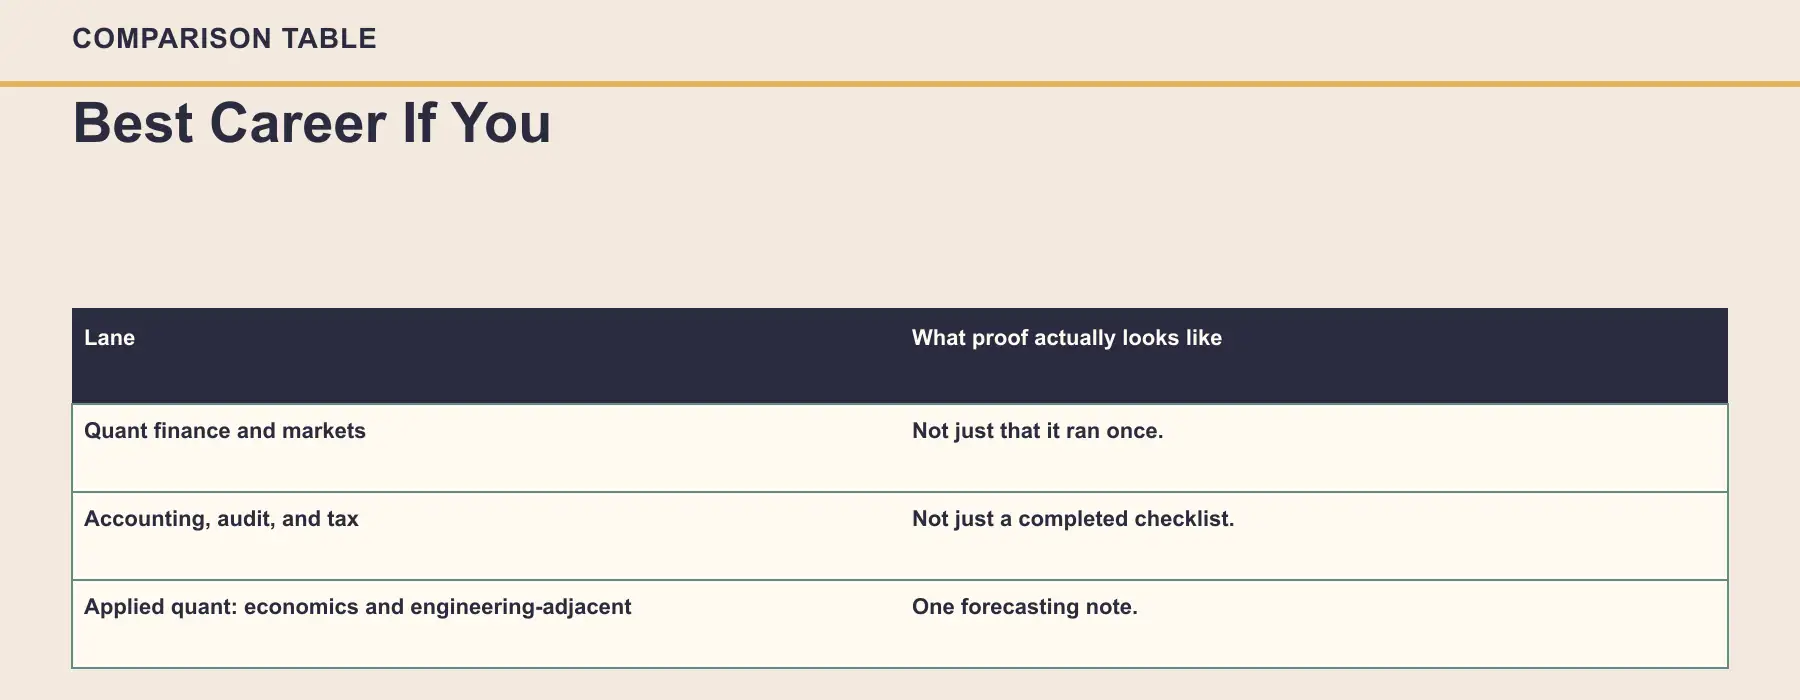 COMPARISON TABLE
Best Career If You
Lane
What proof actually looks like
Quant finance and markets
Not just that it ran once.
Accounting, audit, and tax
Not just a completed checklist.
Applied quant: economics and engineering-adjacent
One forecasting note.